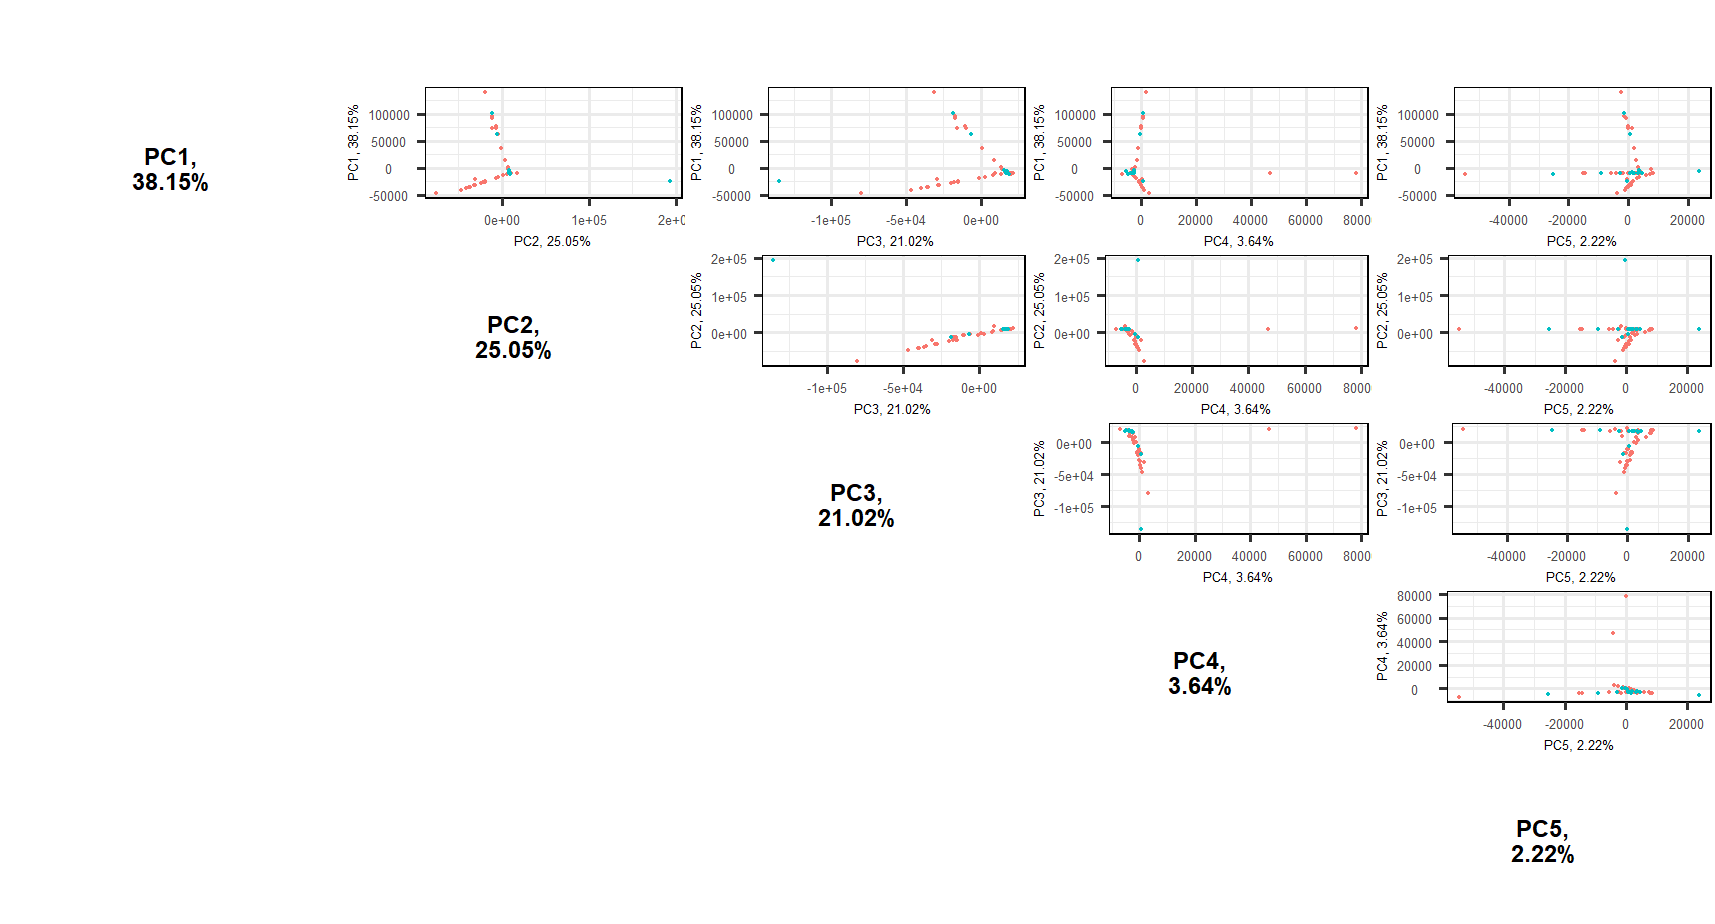 PC1, 38.15%
100000
50000
0
-50000
0e+00
1e+05
2e+0
PC2, 25.05%
PC1, 38.15%
100000
50000
0
-50000
-1e+05
-5e+04
0e+00
PC3, 21.02%
PC1, 38.15%
100000
50000
0
-50000
0
20000
40000
60000
8000
PC4, 3.64%
PC1, 38.15%
100000
50000
0
-50000
-40000
-20000
0
20000
PC5, 2.22%
PC1,
38.15%
PC2, 25.05%
2e+05
1e+05
0e+00
-1e+05
-5e+04
0e+00
PC3, 21.02%
PC2, 25.05%
2e+05
1e+05
0e+00
0
20000
40000
60000
8000
PC4, 3.64%
PC2, 25.05%
2e+05
1e+05
0e+00
-40000
-20000
0
20000
PC5, 2.22%
PC2,
25.05%
PC3, 21.02%
0e+00
-5e+04
-1e+05
0
20000
40000
60000
8000
PC4, 3.64%
PC3, 21.02%
0e+00
-5e+04
-1e+05
-40000
-20000
0
20000
PC5, 2.22%
PC3,
21.02%
PC4, 3.64%
80000
60000
40000
20000
0
-40000
-20000
0
20000
PC5, 2.22%
PC4,
3.64%
PC5,
2.22%